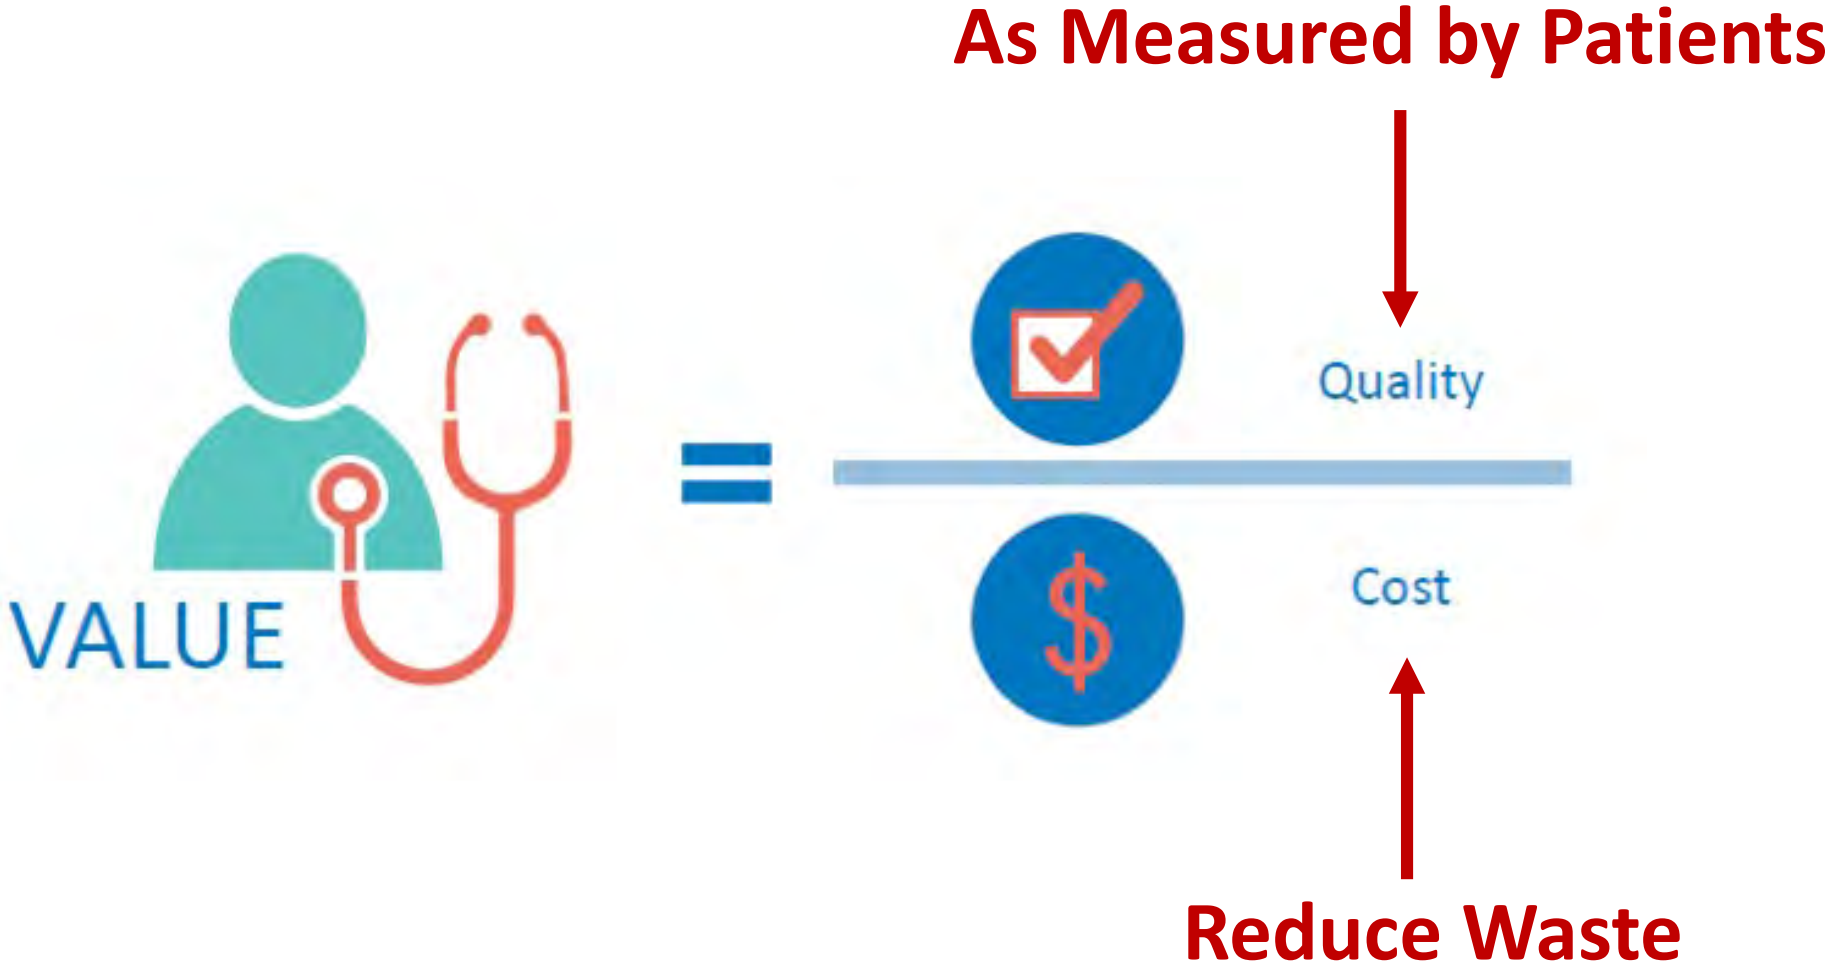 As Measured by Patients
Quality
VALUE
=
$
Cost
Reduce Waste